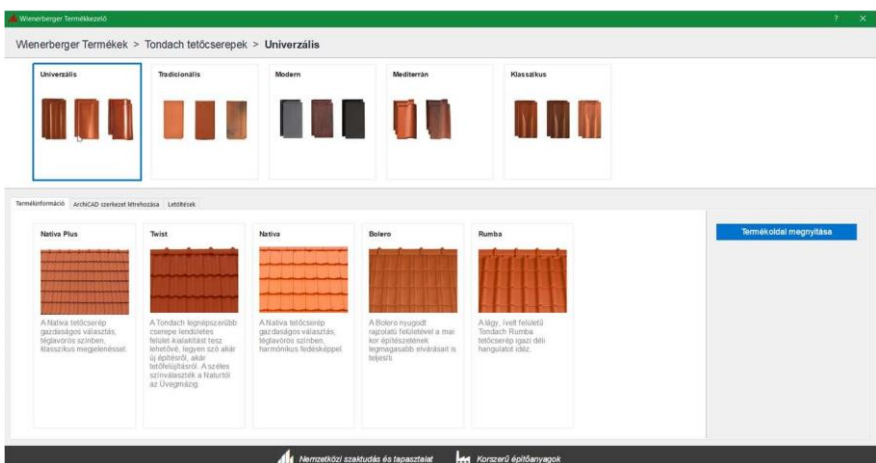 Wienerberger Termékkezelő
? ×
Wienerberger Termékek > Tondach tetőcserepek > Univerzális
Univerzális
Tradicionális
Modern
Mediterrán
Klasszikus
Termékinformáció
ArchiCAD szerkezet létrehozása
Letöltések
Nativa Plus
A Nativa tetőcserép
gazdaságos választás,
téglavörös színben,
klasszikus megjelenéssel.
Twist
A Tondach legnépszerűbb
cserepe lendületes
felület-kialakítást tesz
lehetővé, legyen szó akár
új építésről, akár
tetőfelújításról. A széles
színválaszték a Naturtól
az Üvegmázig.
Nativa
A Nativa tetőcserép
gazdaságos választás,
téglavörös színben,
harmónikus fedésképpel.
Bolero
A Bolero nyugodt
rajzolatú felületével a mai
kor építészetének
legmagasabb elvárásait is
teljesíti.
Rumba
A lágy, ívelt felületű
Tondach Rumba
tetőcserép igazi déli
hangulatot idéz.
Termékoldal megnyitása
Nemzetközi szaktudás és tapasztalat
Korszerű építőanyagok